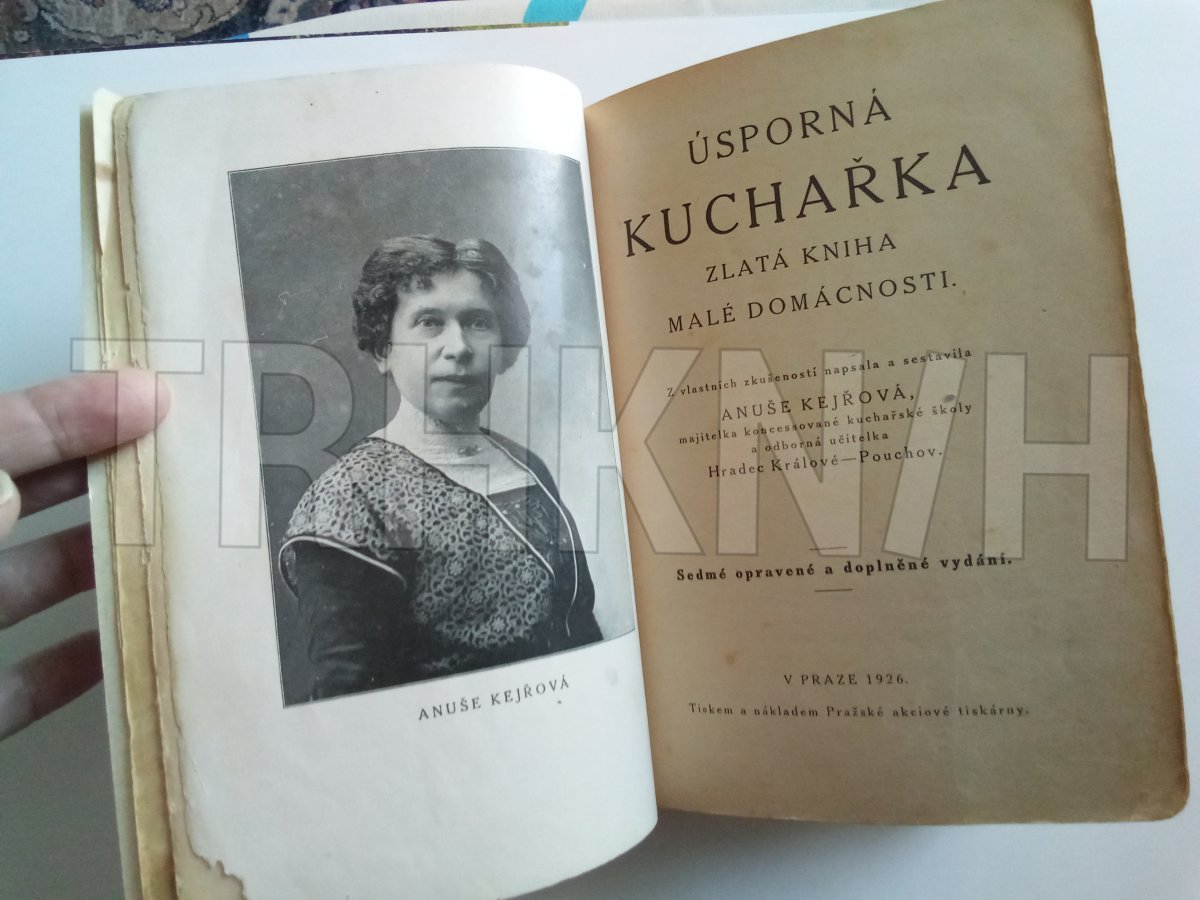 ANUŠE KEJŘOVÁ
ÚSPORNÁ
KUCHAŘKA
ZLATÁ KNIHA
MALÉ DOMÁCNOSTI.
Z vlastních zkušeností napsala a sestavila
ANUŠE KEJŘOVÁ,
majitelka koncessované kuchařské školy
a odborná učitelka
Hradec Králové—Pouchov.
Sedmé opravené a doplněné vydání.
V PRAZE 1926.
Tiskem a nákladem Pražské akciové tiskárny.
TRHKNIH